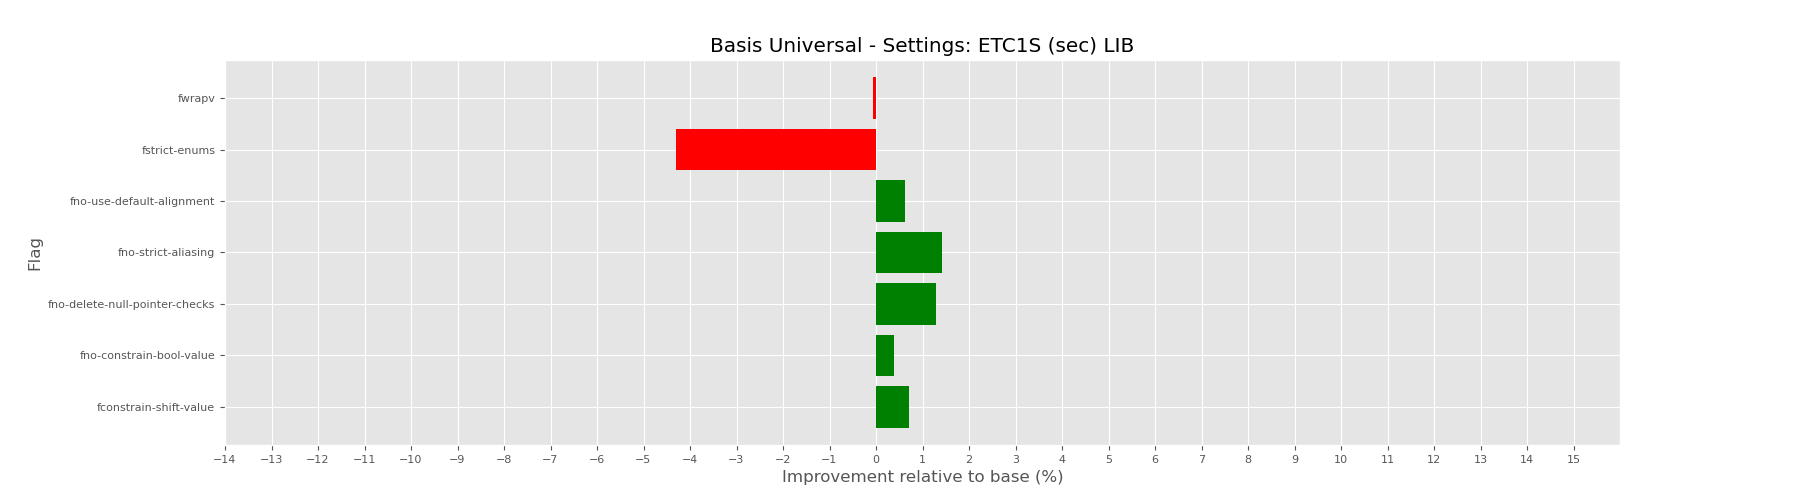 Basis Universal - Settings: ETC1S (sec) LIB
Flag
fwrapv
fstrict-enums
fno-use-default-alignment
fno-strict-aliasing
fno-delete-null-pointer-checks
fno-constrain-bool-value
fconstrain-shift-value
−14 −13 −12 −11 −10 −9 −8 −7 −6 −5 −4 −3 −2 −1 0 1 2 3 4 5 6 7 8 9 10 11 12 13 14 15
Improvement relative to base (%)